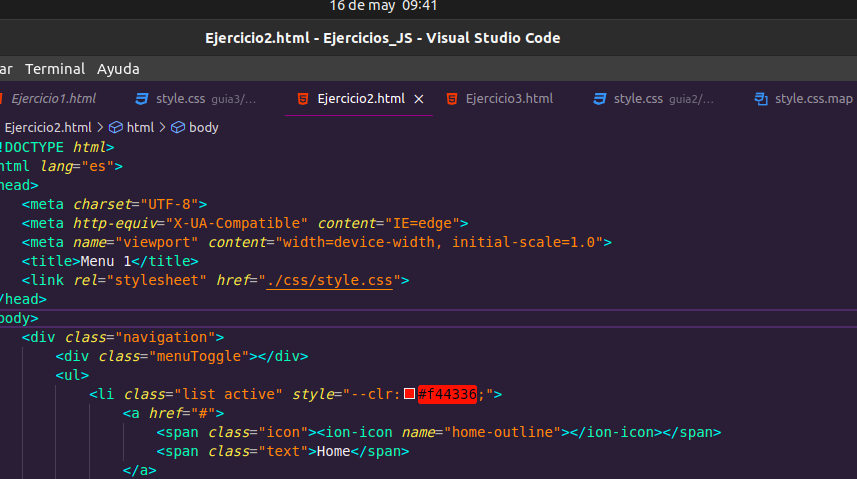 16 de may 09:41
Ejercicio2.html - Ejercicios_JS - Visual Studio Code
ar Terminal Ayuda
Ejercicio1.html style.css guia3/... Ejercicio2.html × Ejercicio3.html style.css guia2/... style.css.map
Ejercicio2.html > html > body
!DOCTYPE html>
html lang="es">
head>
<meta charset="UTF-8">
<meta http-equiv="X-UA-Compatible" content="IE=edge">
<meta name="viewport" content="width=device-width, initial-scale=1.0">
<title>Menu 1</title>
<link rel="stylesheet" href="./css/style.css">
/head>
body>
<div class="navigation">
<div class="menuToggle"></div>
<ul>
<li class="list active" style="--clr:#f44336;">
<a href="#">
<span class="icon"><ion-icon name="home-outline"></ion-icon></span>
<span class="text">Home</span>
</a>